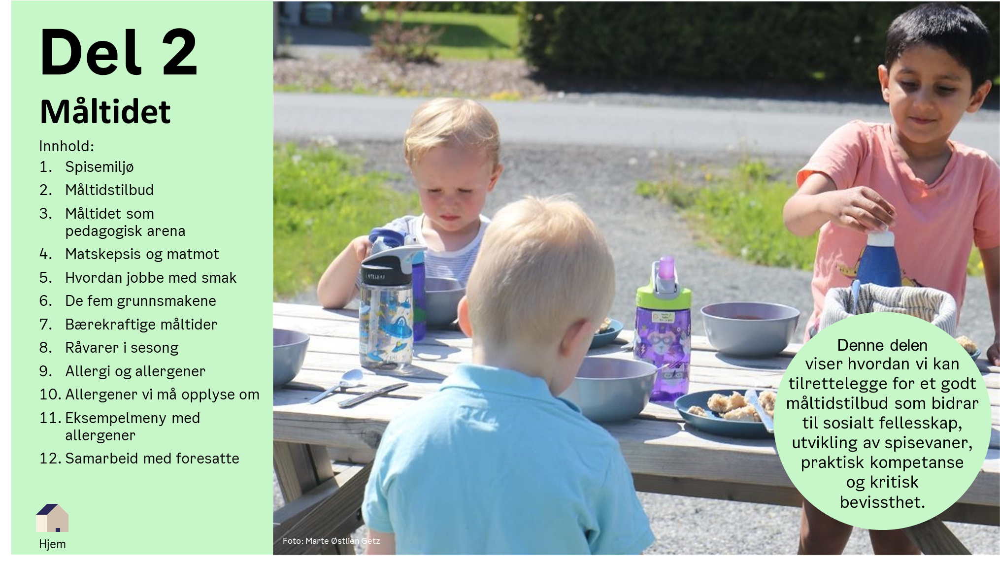 Del 2
Måltidet
Innhold:
1. Spisemiljø
2. Måltidstilbud
3. Måltidet som
pedagogisk arena
4. Matskepsis og matmot
5. Hvordan jobbe med smak
6. De fem grunnsmakene
7. Bærekraftige måltider
8. Råvarer i sesong
9. Allergi og allergener
10. Allergener vi må opplyse om
11. Eksempelmeny med
allergener
12. Samarbeid med foresatte
Hjem
Foto: Marte Østlien Getz
Denne delen
viser hvordan vi kan
tilrettelegge for et godt
måltidstilbud som bidrar
til sosialt fellesskap,
utvikling av spisevaner,
praktisk kompetanse
og kritisk
bevissthet.